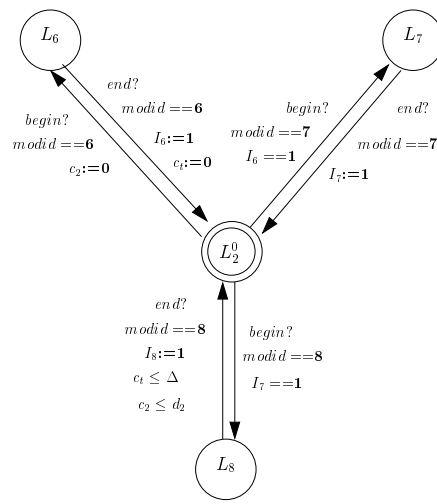 L₆
L₇
end?
modid ==6
I₆:=1
cₜ:=0
begin?
modid ==6
c₂:=0
begin?
modid ==7
I₆ ==1
end?
modid ==7
I₇:=1
L₂⁰
end?
modid ==8
I₈:=1
cₜ ≤ Δ
c₂ ≤ d₂
begin?
modid ==8
I₇ ==1
L₈